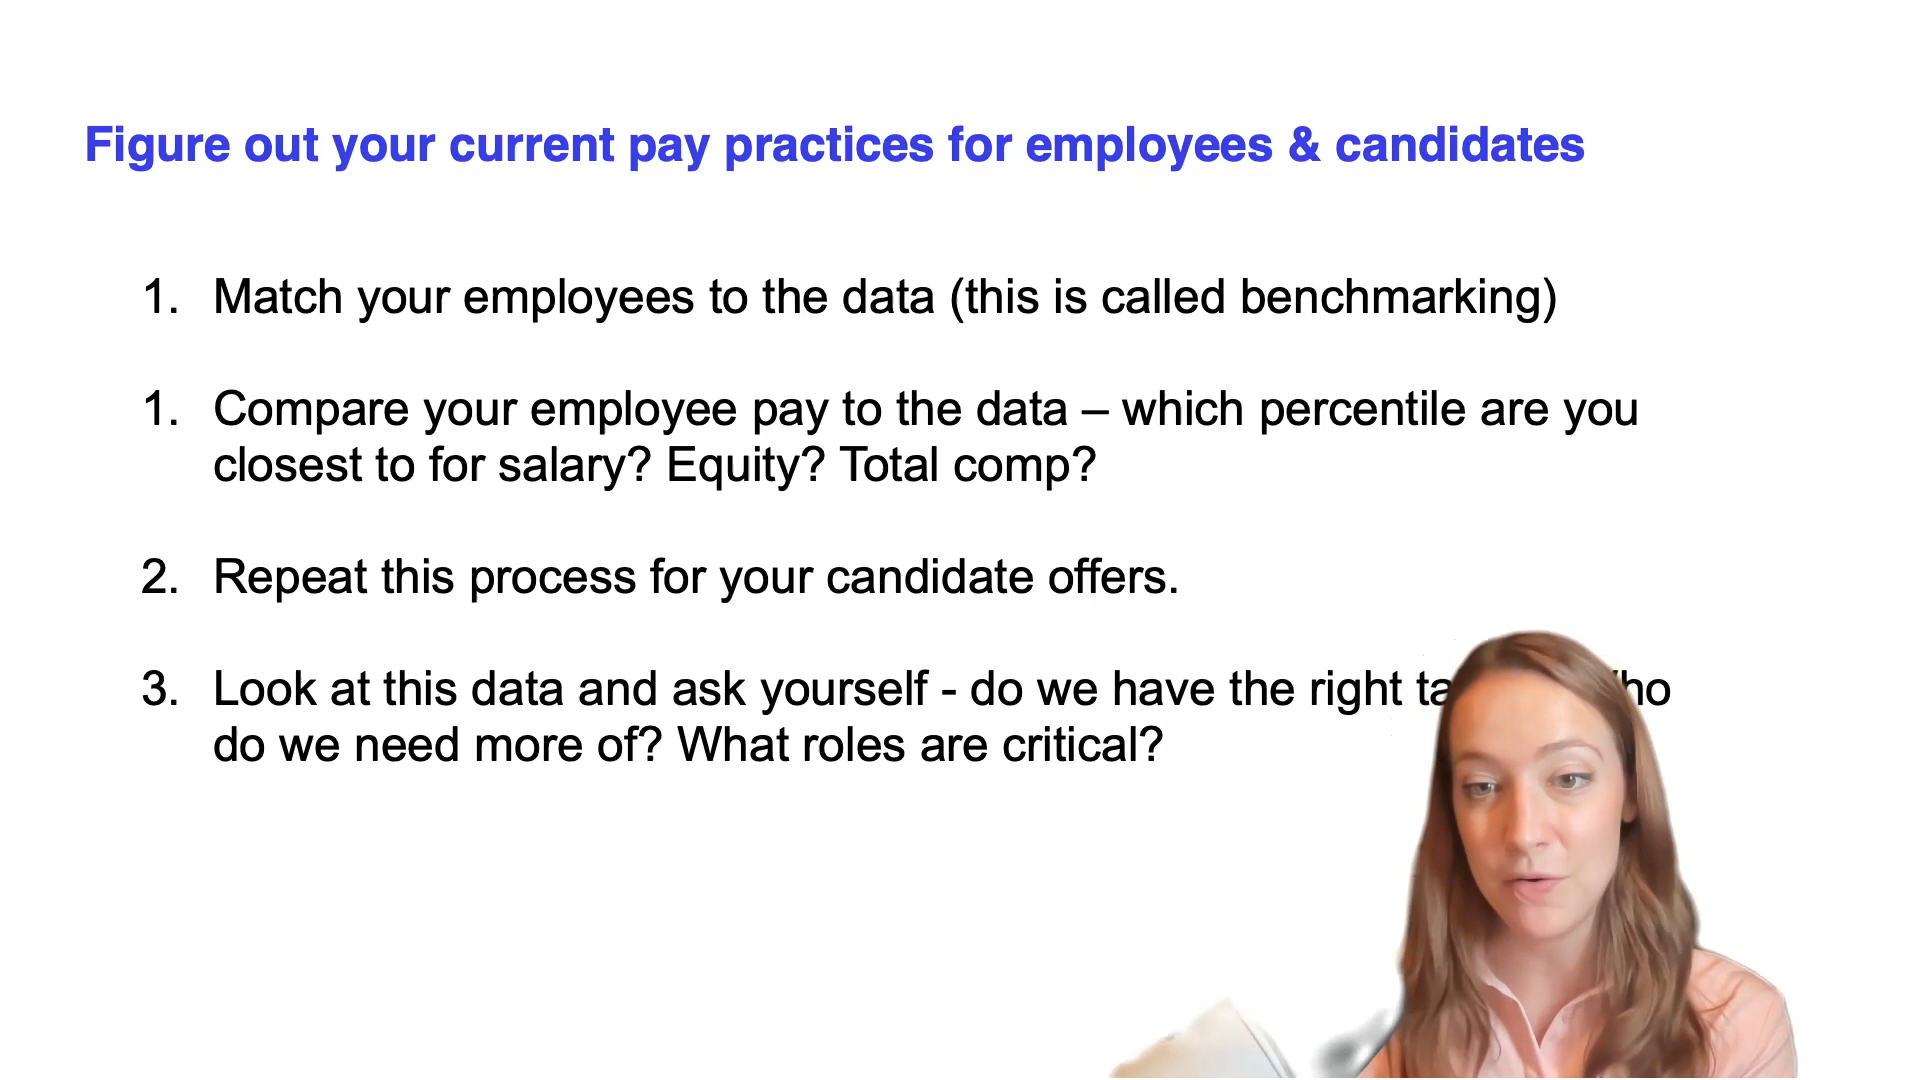 Figure out your current pay practices for employees & candidates
1. Match your employees to the data (this is called benchmarking)
1. Compare your employee pay to the data – which percentile are you
closest to for salary? Equity? Total comp?
2. Repeat this process for your candidate offers.
3. Look at this data and ask yourself - do we have the right
do we need more of? What roles are critical?